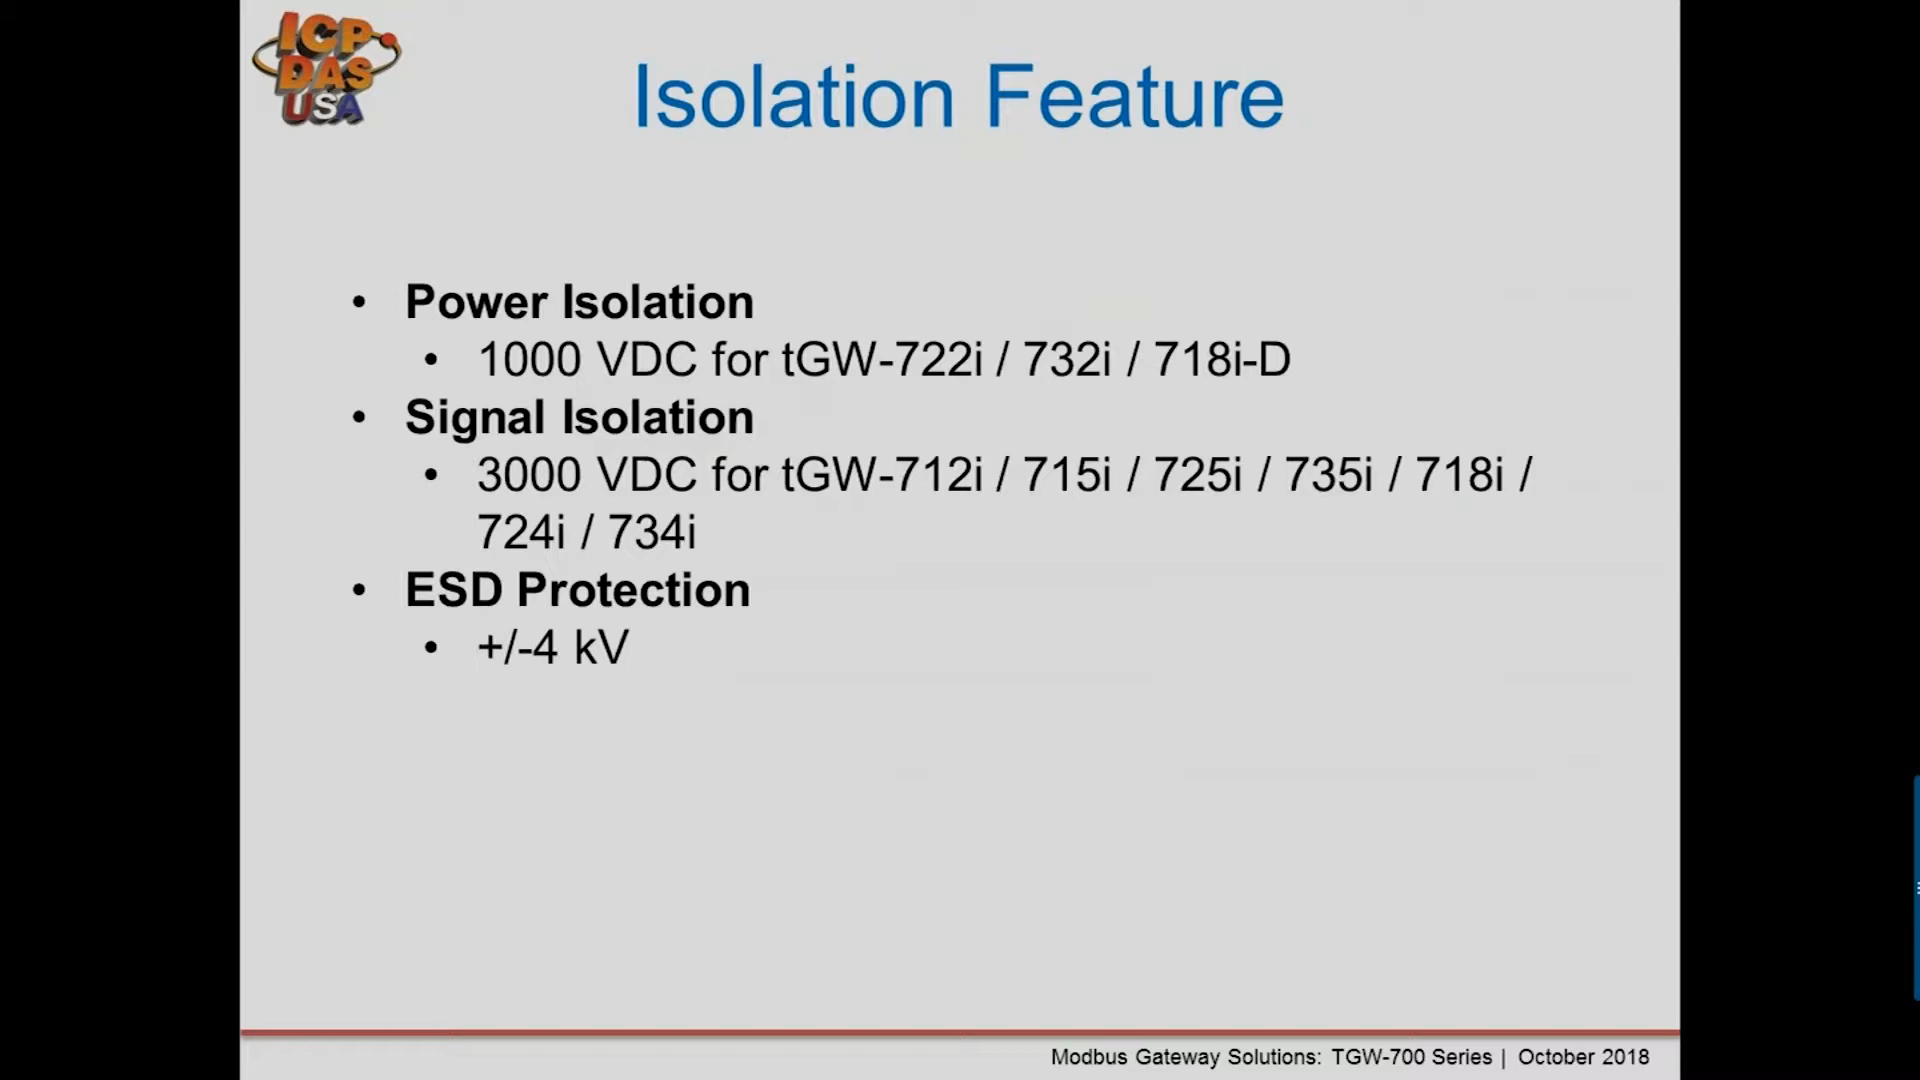 ICP
DAS
USA
Isolation Feature
• Power Isolation
• 1000 VDC for tGW-722i / 732i / 718i-D
• Signal Isolation
• 3000 VDC for tGW-712i / 715i / 725i / 735i / 718i /
724i / 734i
• ESD Protection
• +/-4 kV
Modbus Gateway Solutions: TGW-700 Series | October 2018